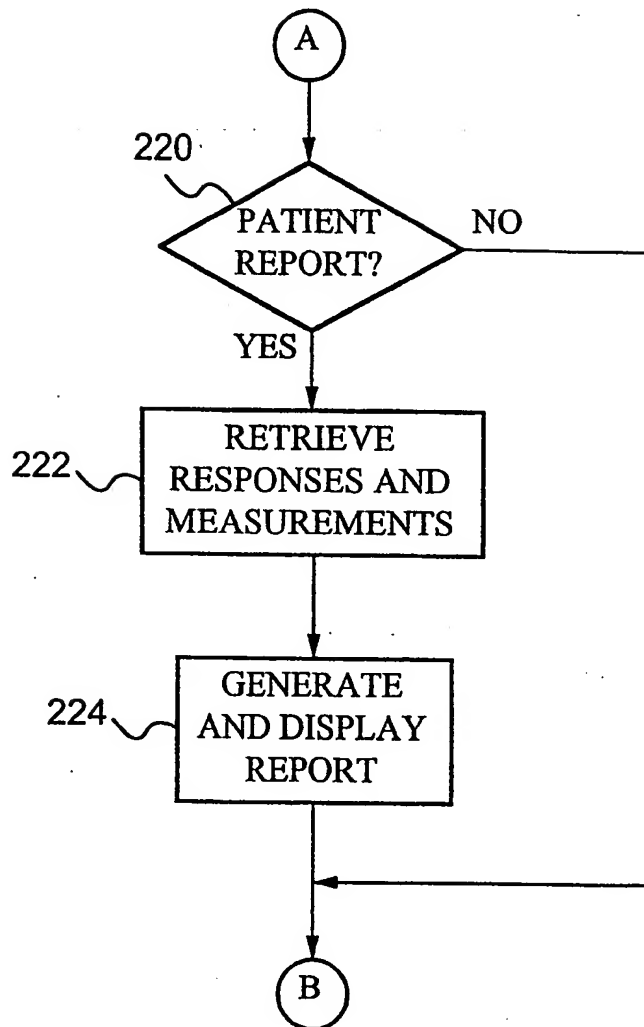 A
220
PATIENT
REPORT?
NO
YES
222
RETRIEVE
RESPONSES AND
MEASUREMENTS
224
GENERATE
AND DISPLAY
REPORT
B